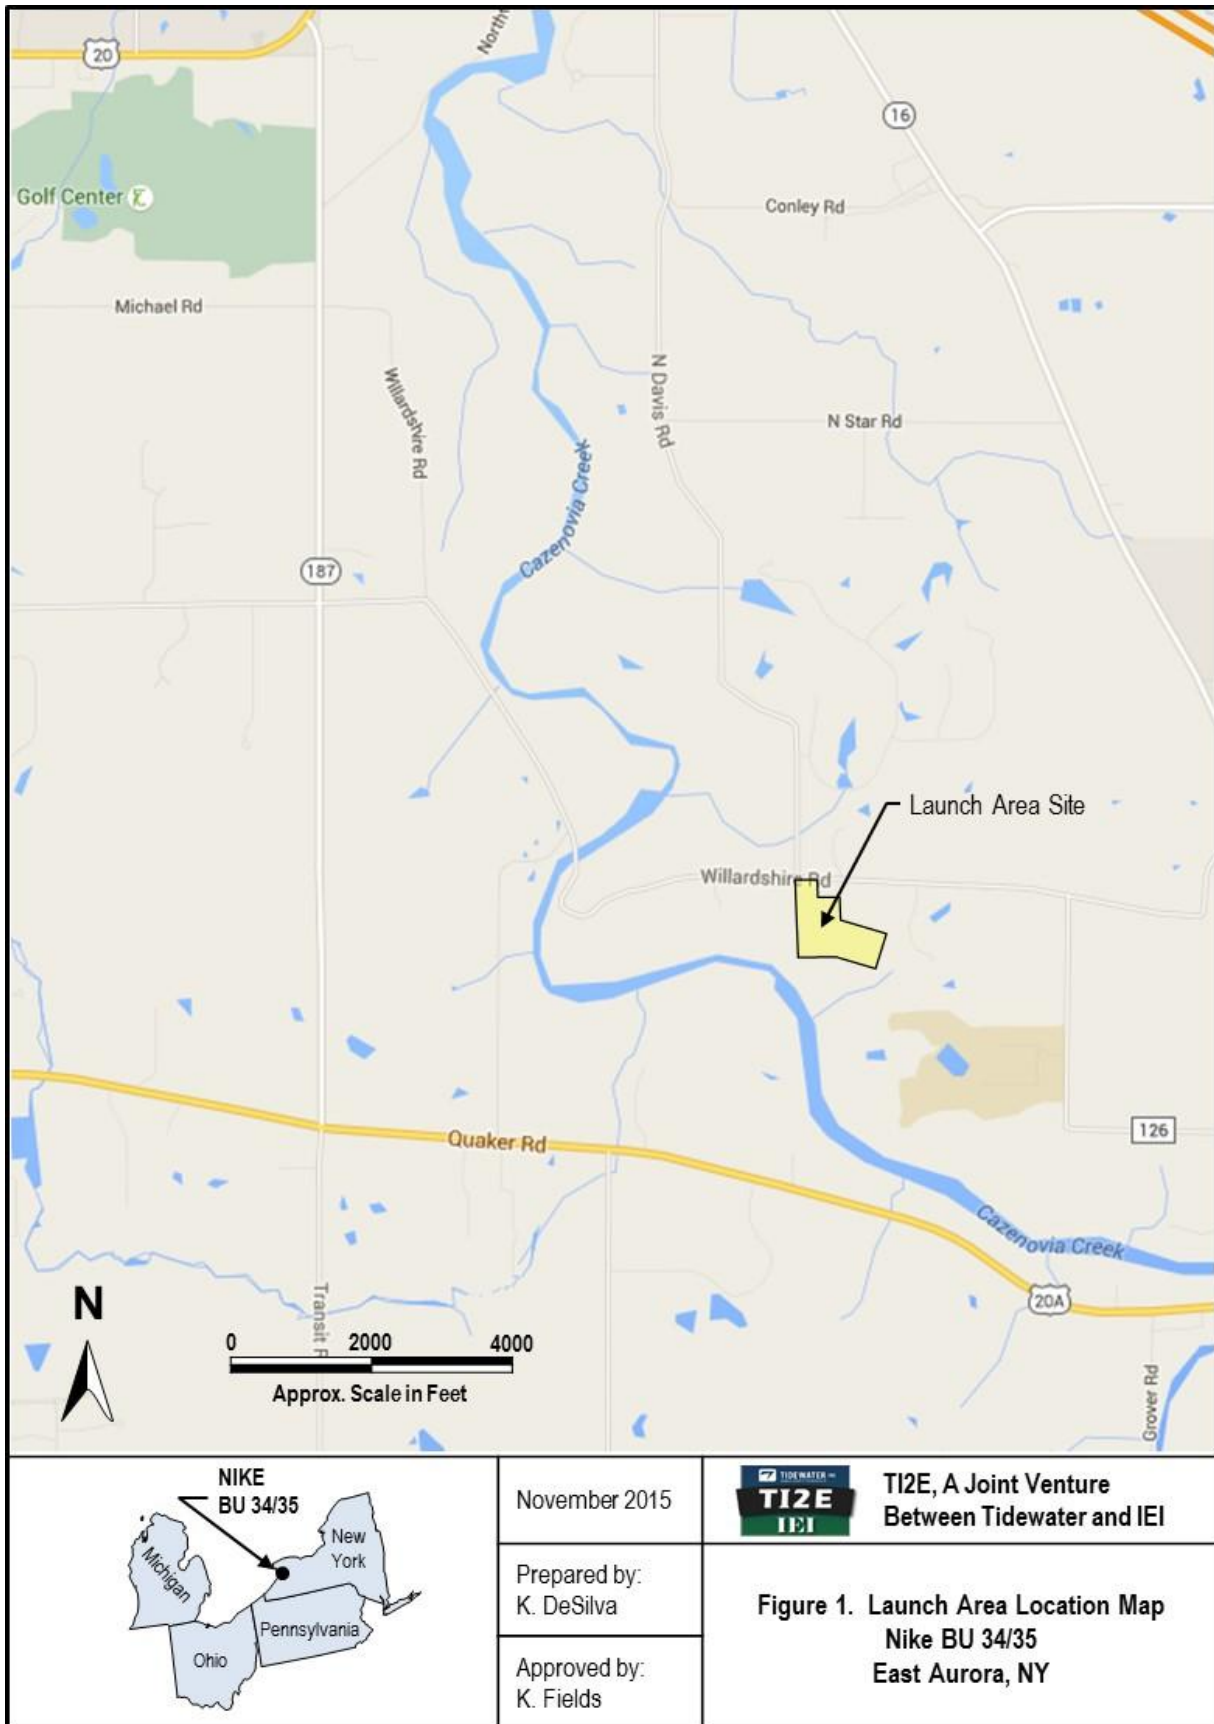 North
20
16
Golf Center
Conley Rd
Michael Rd
N Davis Rd
Willardshire Rd
N Star Rd
Cazenovia Creek
187
Launch Area Site
Willardshire Rd
126
Quaker Rd
Cazenovia Creek
20A
N
Transit R
0 2000 4000
Approx. Scale in Feet
Grover Rd
NIKE
BU 34/35
New
York
Michigan
Pennsylvania
Ohio
November 2015
Prepared by:
K. DeSilva
Approved by:
K. Fields
TIDEWATER
TI2E
IEI
TI2E, A Joint Venture
Between Tidewater and IEI
Figure 1. Launch Area Location Map
Nike BU 34/35
East Aurora, NY